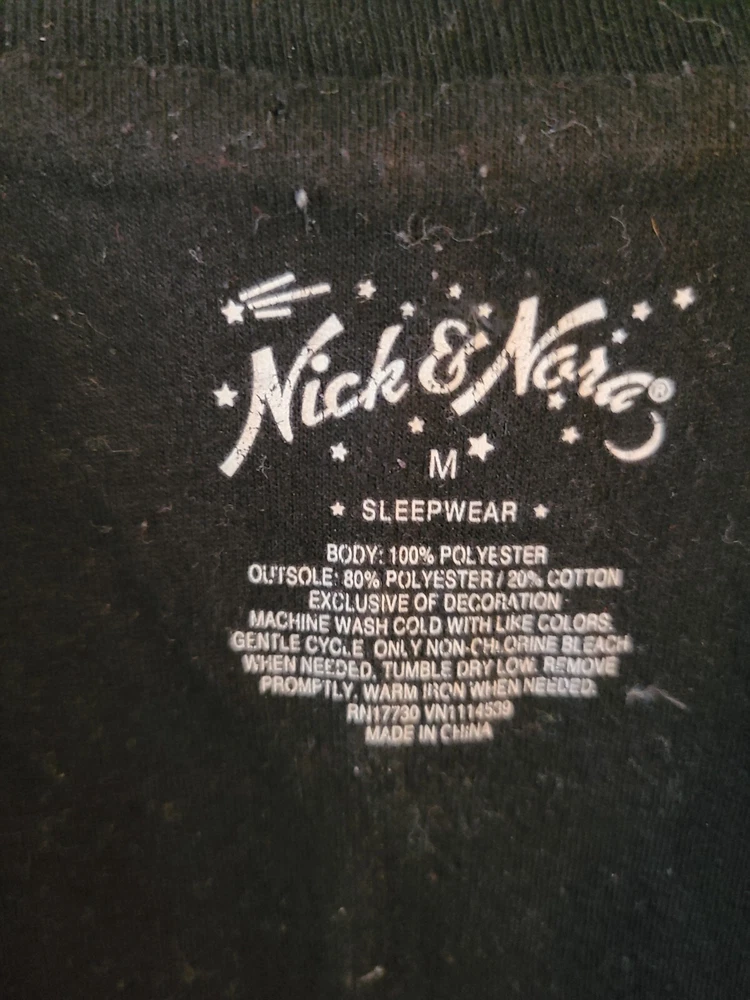 Nick & Nora®
M
SLEEPWEAR
BODY: 100% POLYESTER
OUTSOLE: 80% POLYESTER / 20% COTTON
EXCLUSIVE OF DECORATION
MACHINE WASH COLD WITH LIKE COLORS.
GENTLE CYCLE. ONLY NON-CHLORINE BLEACH
WHEN NEEDED. TUMBLE DRY LOW. REMOVE
PROMPTLY. WARM IRON WHEN NEEDED.
RN17730 VN1114539
MADE IN CHINA